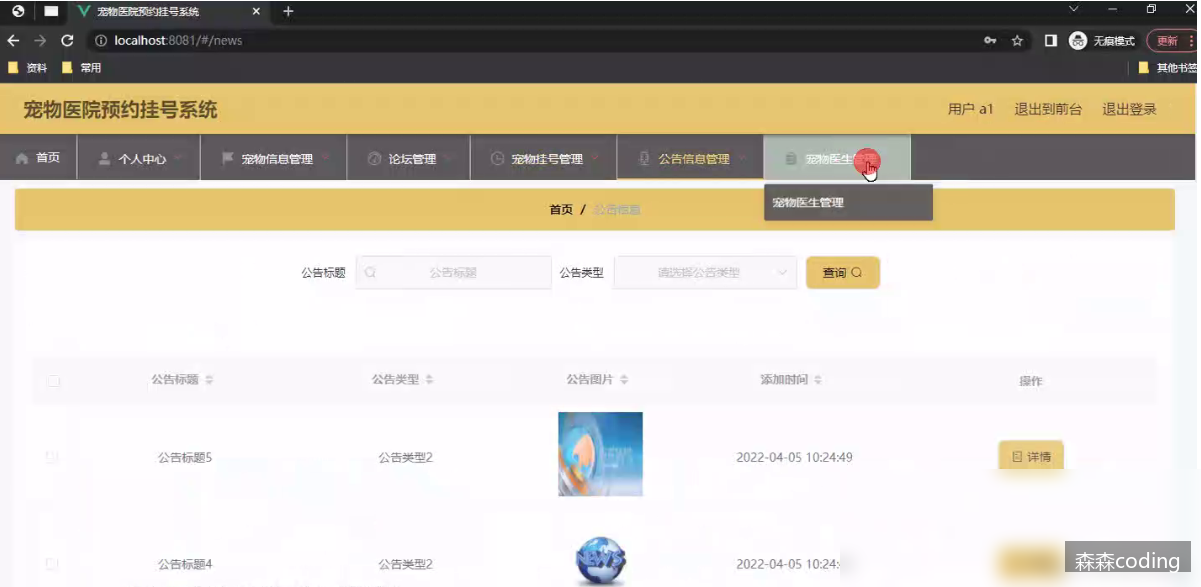 宠物医院预约挂号系统
localhost:8081/#/news
无痕模式
更新
资料
常用
其他书签
宠物医院预约挂号系统
用户 a1
退出到前台
退出登录
首页
个人中心
宠物信息管理
论坛管理
宠物挂号管理
公告信息管理
宠物医生
宠物医生管理
首页 / 公告信息
公告标题
公告标题
公告类型
请选择公告类型
查询
公告标题
公告类型
公告图片
添加时间
操作
公告标题5
公告类型2
NEWS
2022-04-05 10:24:49
详情
公告标题4
公告类型2
NEWS
2022-04-05 10:24:
森森coding